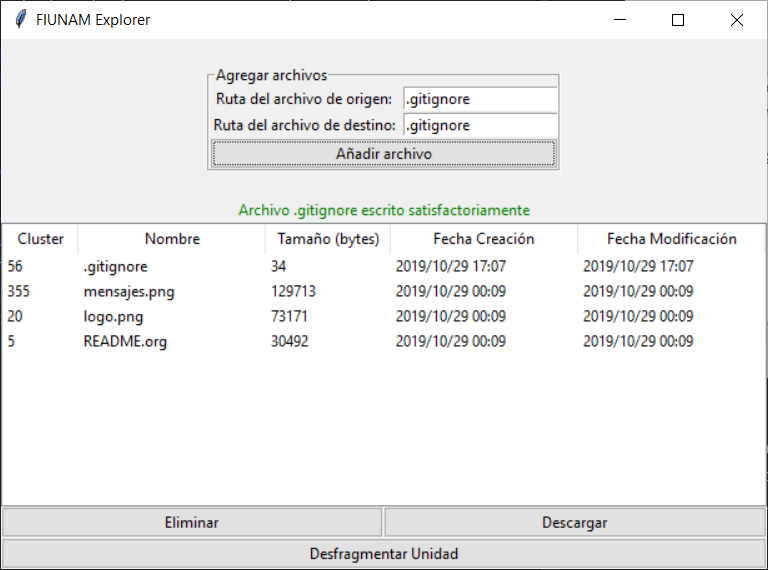 FIUNAM Explorer
Agregar archivos
Ruta del archivo de origen: .gitignore
Ruta del archivo de destino: .gitignore
Añadir archivo
Archivo .gitignore escrito satisfactoriamente
Cluster Nombre Tamaño (bytes) Fecha Creación Fecha Modificación
56 .gitignore 34 2019/10/29 17:07 2019/10/29 17:07
355 mensajes.png 129713 2019/10/29 00:09 2019/10/29 00:09
20 logo.png 73171 2019/10/29 00:09 2019/10/29 00:09
5 README.org 30492 2019/10/29 00:09 2019/10/29 00:09
Eliminar Descargar
Desfragmentar Unidad